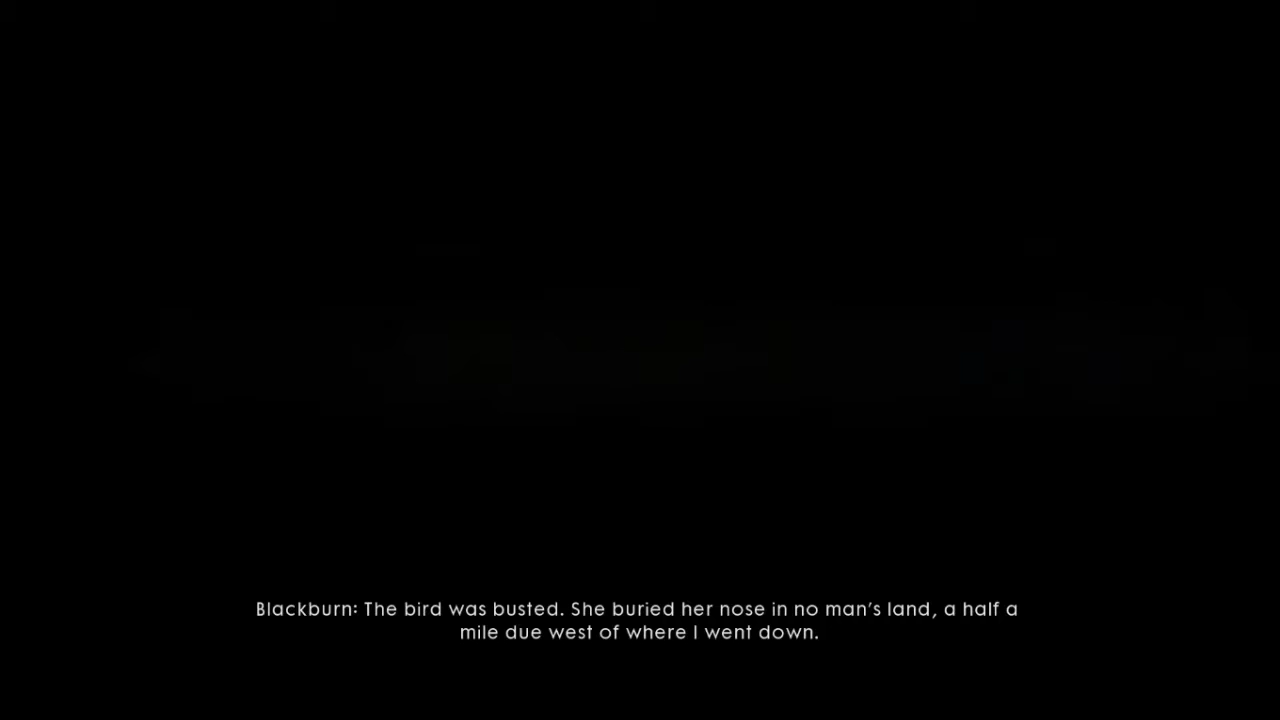 Blackburn: The bird was busted. She buried her nose in no man's land, a half a
mile due west of where I went down.